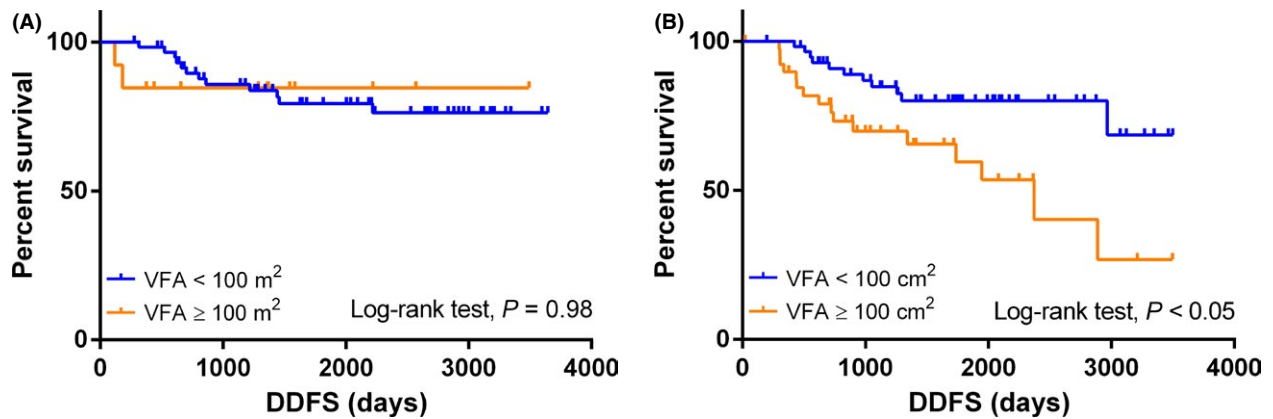 (A)
Percent survival
100
50
0
VFA < 100 m²
VFA ≥ 100 m²
Log-rank test, P = 0.98
0 1000 2000 3000 4000
DDFS (days)
(B)
Percent survival
100
50
0
VFA < 100 cm²
VFA ≥ 100 cm²
Log-rank test, P < 0.05
0 1000 2000 3000 4000
DDFS (days)